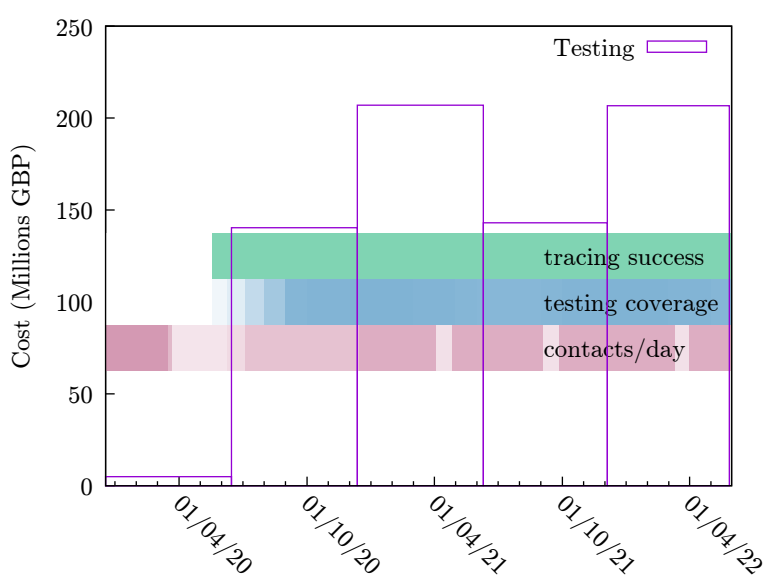 250
Testing
200
150
100
50
0
Cost (Millions GBP)
tracing success
testing coverage
contacts/day
01/04/20
01/10/20
01/04/21
01/10/21
01/04/22